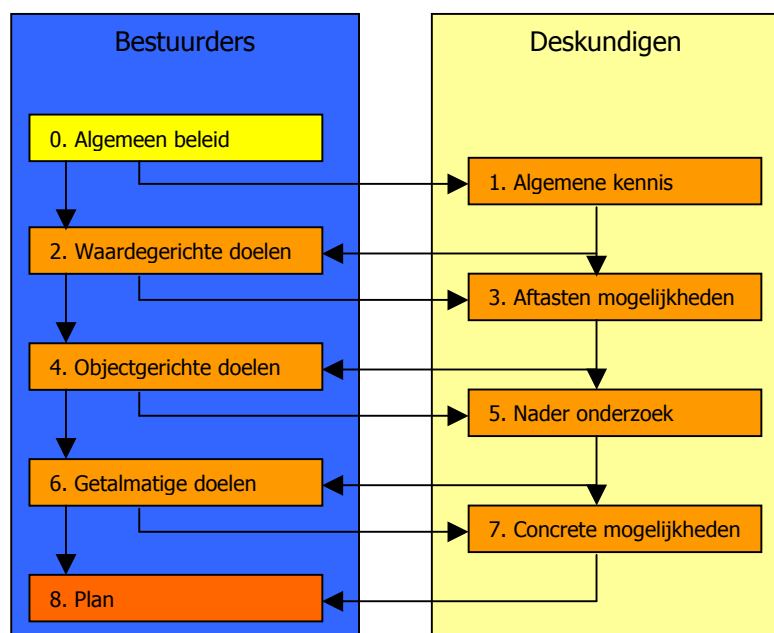 Bestuurders
Deskundigen
0. Algemeen beleid
1. Algemene kennis
2. Waardegerichte doelen
3. Aftasten mogelijkheden
4. Objectgerichte doelen
5. Nader onderzoek
6. Getalmatige doelen
7. Concrete mogelijkheden
8. Plan